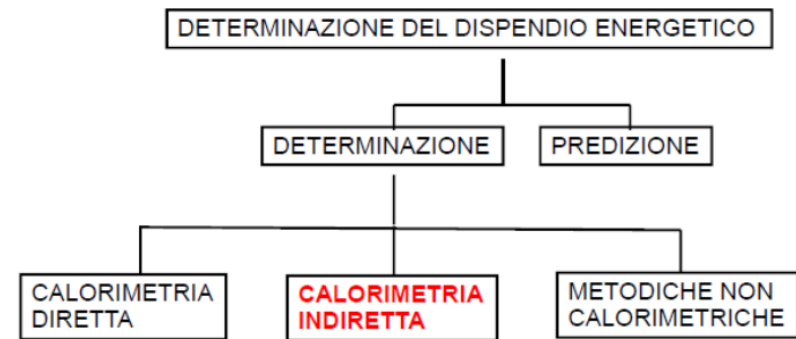 DETERMINAZIONE DEL DISPENDIO ENERGETICO
DETERMINAZIONE
PREDIZIONE
CALORIMETRIA
DIRETTA
CALORIMETRIA
INDIRETTA
METODICHE NON
CALORIMETRICHE